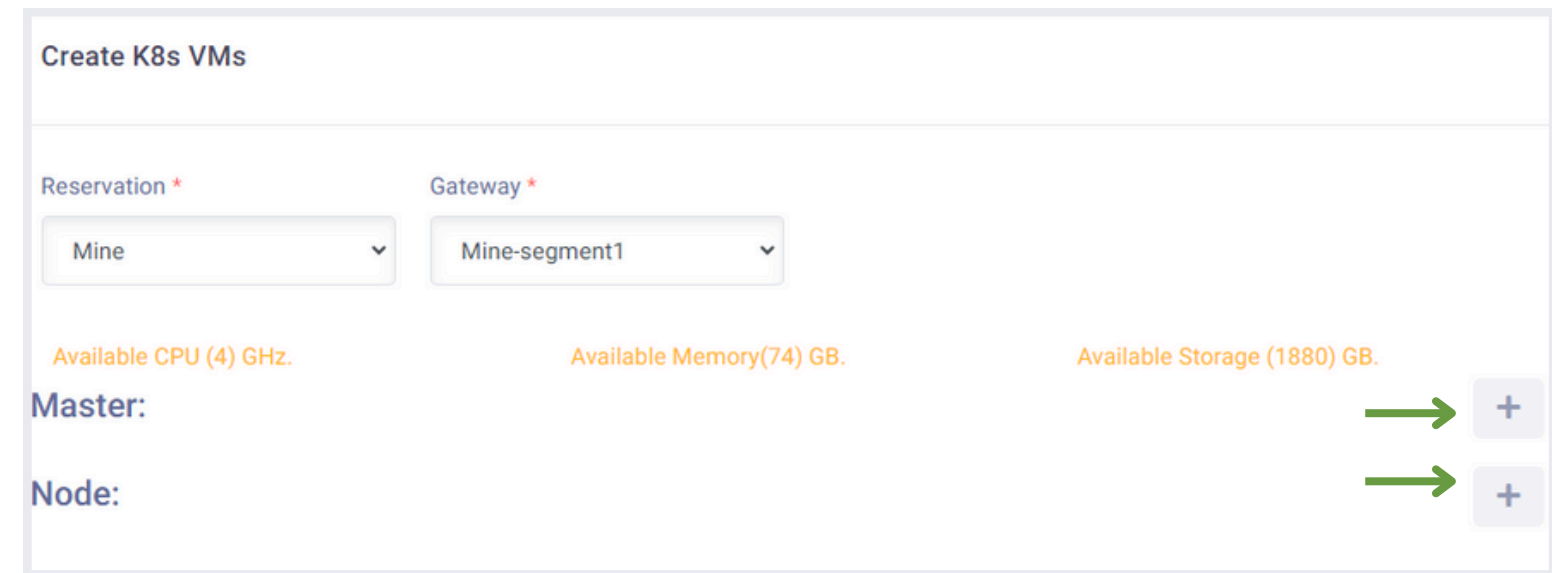 Create K8s VMs
Reservation * Gateway *
Mine Mine-segment1
Available CPU (4) GHz. Available Memory(74) GB. Available Storage (1880) GB.
Master: +
Node: +